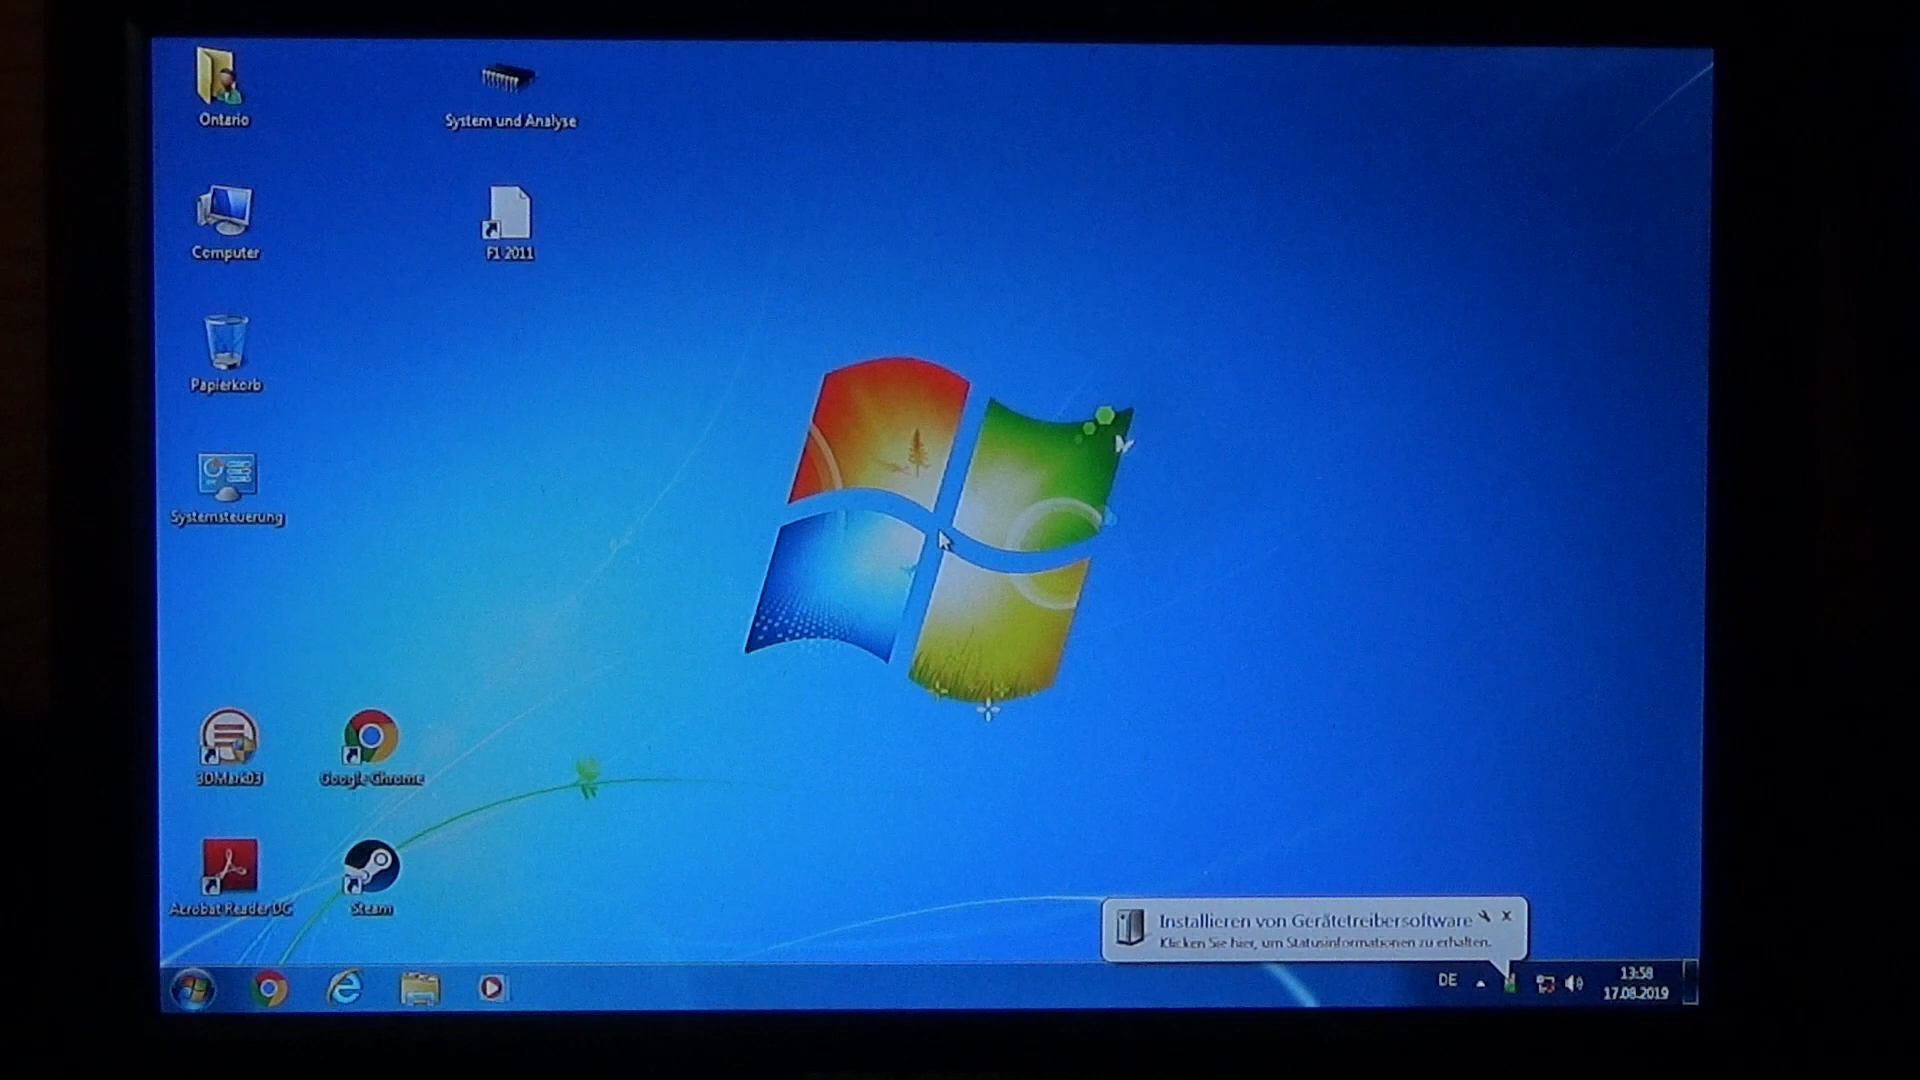 Ontario
System und Analyse
Computer
F1 2011
Papierkorb
Systemsteuerung
3DMark03
Google Chrome
Acrobat Reader DC
Steam
Installieren von Gerätetreibersoftware
Klicken Sie hier, um Statusinformationen zu erhalten.
DE
13:58
17.08.2019